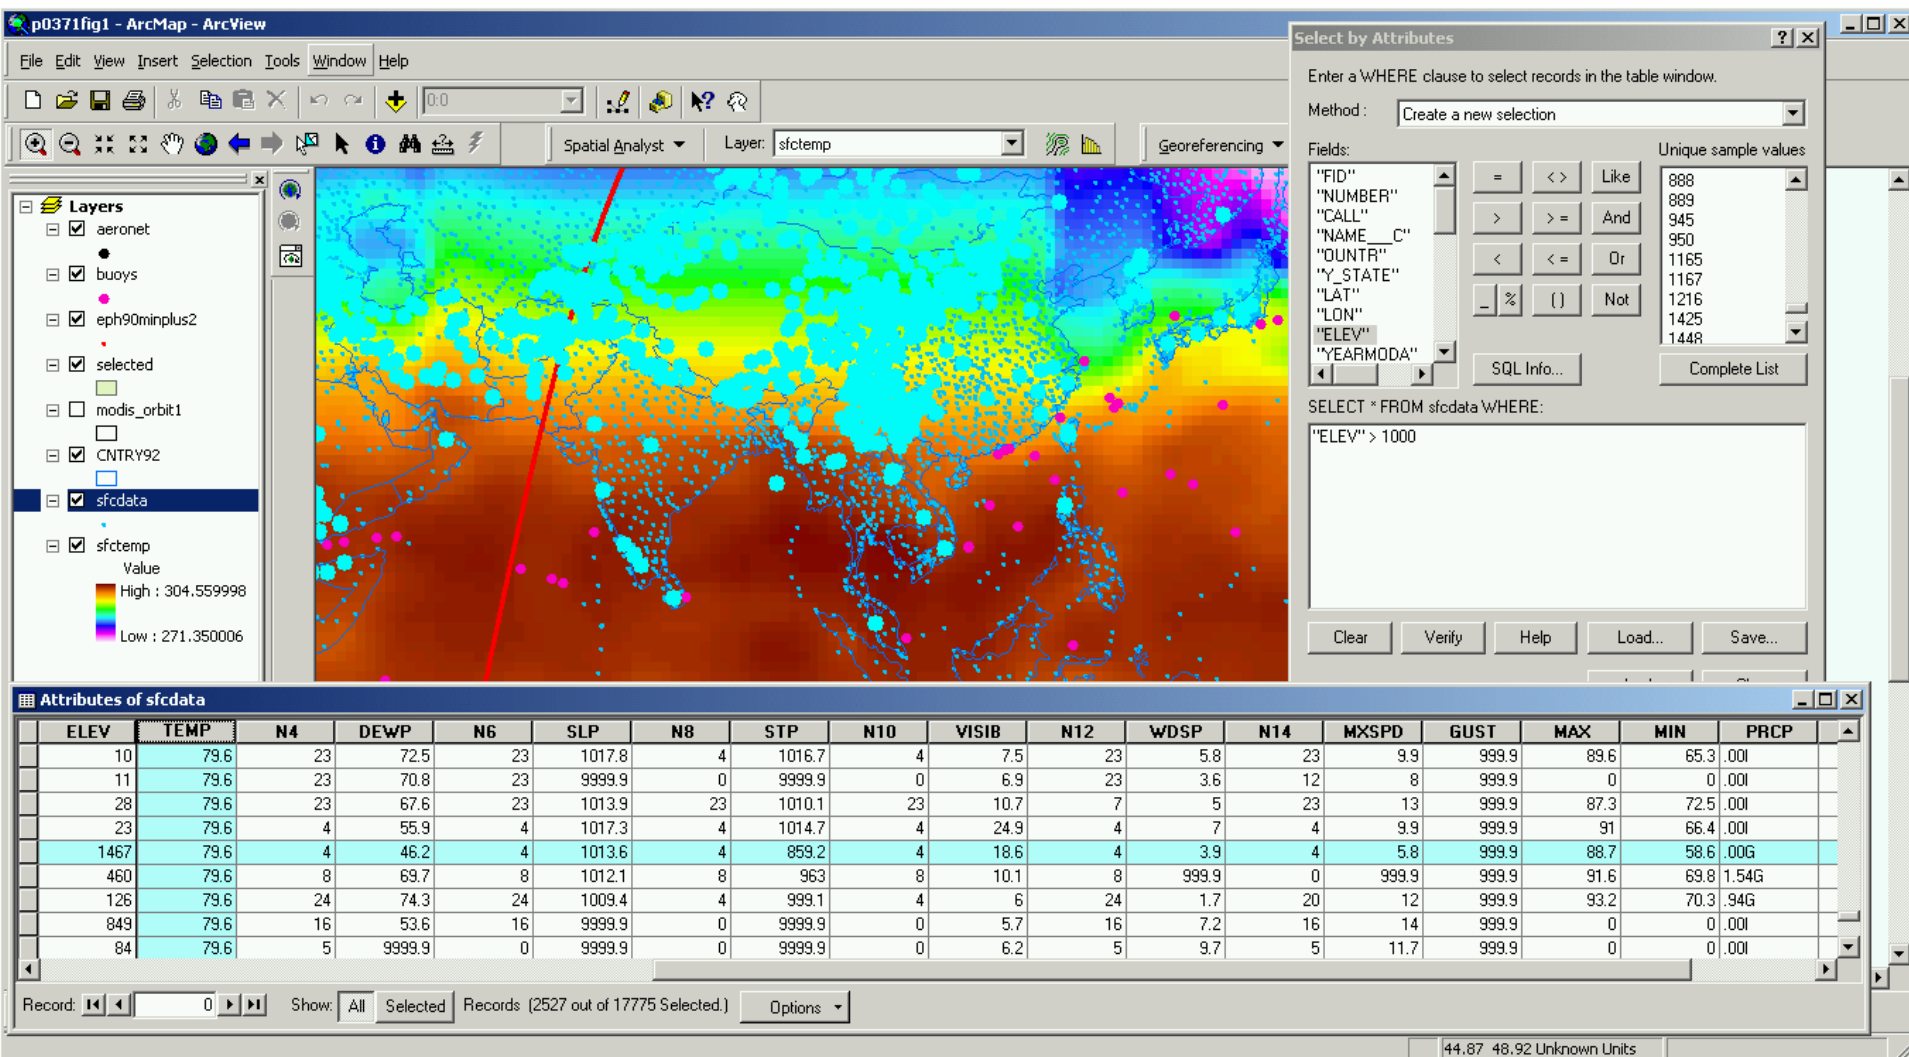 p0371fig1 - ArcMap - ArcView
File Edit View Insert Selection Tools Window Help
0:0
Spatial Analyst Layer: sfctemp Georeferencing
Layers
aeronet
buoys
eph90minplus2
selected
modis_orbit1
CNTRY92
sfcdata
sfctemp
Value
High : 304.559998
Low : 271.350006
Select by Attributes
Enter a WHERE clause to select records in the table window.
Method : Create a new selection
Fields: Unique sample values
"FID"
"NUMBER"
"CALL"
"NAME___C"
"OUNTR"
"Y_STATE"
"LAT"
"LON"
"ELEV"
"YEARMODA"
= < > Like
> > = And
< < = Or
_ % ( ) Not
SQL Info...
888
889
945
950
1165
1167
1216
1425
1448
Complete List
SELECT * FROM sfcdata WHERE:
"ELEV" > 1000
Clear Verify Help Load... Save...
Attributes of sfcdata
ELEV TEMP N4 DEWP N6 SLP N8 STP N10 VISIB N12 WDSP N14 MXSPD GUST MAX MIN PRCP
10 79.6 23 72.5 23 1017.8 4 1016.7 4 7.5 23 5.8 23 9.9 999.9 89.6 65.3 .00I
11 79.6 23 70.8 23 9999.9 0 9999.9 0 6.9 23 3.6 12 8 999.9 0 0 .00I
28 79.6 23 67.6 23 1013.9 23 1010.1 23 10.7 7 5 23 13 999.9 87.3 72.5 .00I
23 79.6 4 55.9 4 1017.3 4 1014.7 4 24.9 4 7 4 9.9 999.9 91 66.4 .00I
1467 79.6 4 46.2 4 1013.6 4 859.2 4 18.6 4 3.9 4 5.8 999.9 88.7 58.6 .00G
460 79.6 8 69.7 8 1012.1 8 963 8 10.1 8 999.9 0 999.9 999.9 91.6 69.8 1.54G
126 79.6 24 74.3 24 1009.4 4 999.1 4 6 24 1.7 20 12 999.9 93.2 70.3 .94G
849 79.6 16 53.6 16 9999.9 0 9999.9 0 5.7 16 7.2 16 14 999.9 0 0 .00I
84 79.6 5 9999.9 0 9999.9 0 9999.9 0 6.2 5 9.7 5 11.7 999.9 0 0 .00I
Record: 0 Show: All Selected Records (2527 out of 17775 Selected.) Options
44.87 48.92 Unknown Units